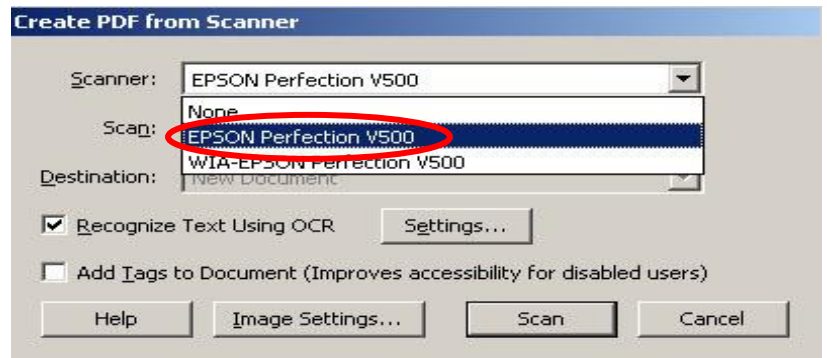 Create PDF from Scanner
Scanner: EPSON Perfection V500
None
Scan: EPSON Perfection V500
WIA-EPSON Perfection V500
Destination: New Document
Recognize Text Using OCR Settings...
Add Tags to Document (Improves accessibility for disabled users)
Help Image Settings... Scan Cancel